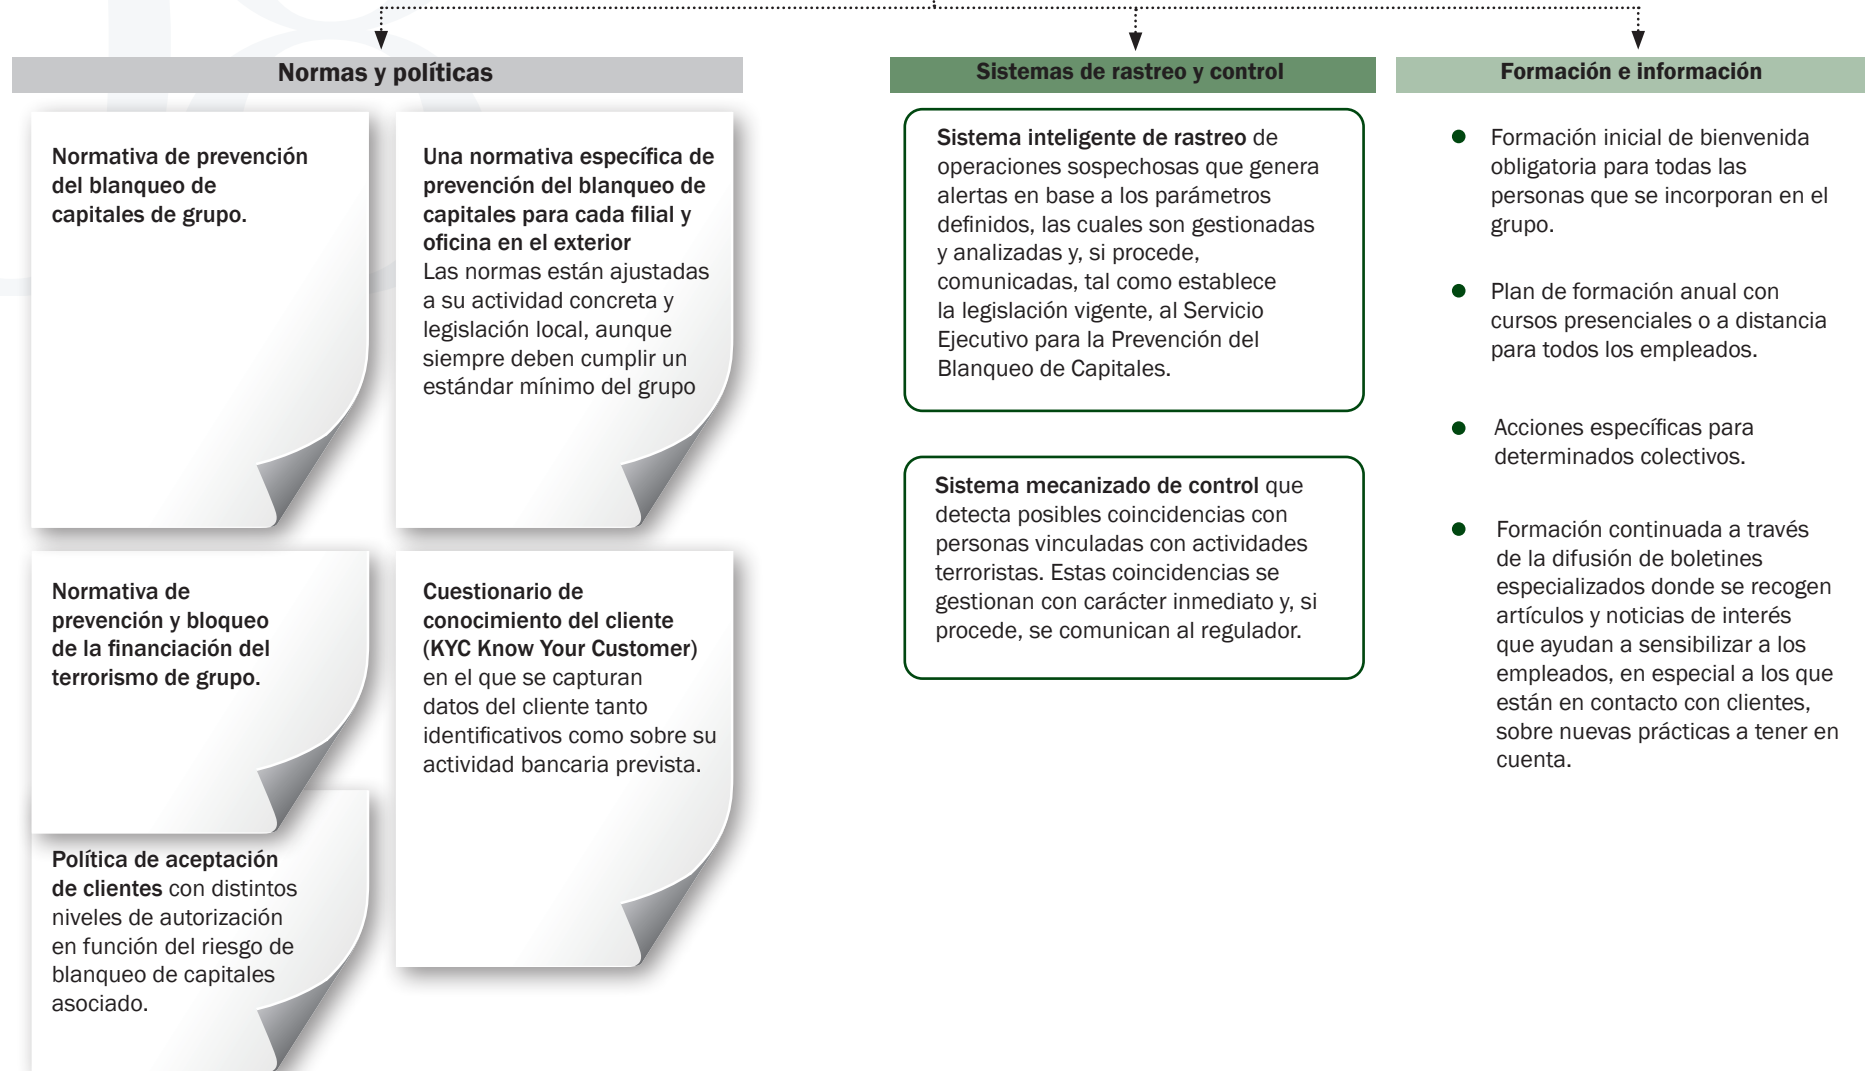 Normas y políticas
Normativa de prevención
del blanqueo de
capitales de grupo.
Una normativa específica de
prevención del blanqueo de
capitales para cada filial y
oficina en el exterior
Las normas están ajustadas
a su actividad concreta y
legislación local, aunque
siempre deben cumplir un
estándar mínimo del grupo
Normativa de
prevención y bloqueo
de la financiación del
terrorismo de grupo.
Cuestionario de
conocimiento del cliente
(KYC Know Your Customer)
en el que se capturan
datos del cliente tanto
identificativos como sobre su
actividad bancaria prevista.
Política de aceptación
de clientes con distintos
niveles de autorización
en función del riesgo de
blanqueo de capitales
asociado.
Sistemas de rastreo y control
Sistema inteligente de rastreo de
operaciones sospechosas que genera
alertas en base a los parámetros
definidos, las cuales son gestionadas
y analizadas y, si procede,
comunicadas, tal como establece
la legislación vigente, al Servicio
Ejecutivo para la Prevención del
Blanqueo de Capitales.
Sistema mecanizado de control que
detecta posibles coincidencias con
personas vinculadas con actividades
terroristas. Estas coincidencias se
gestionan con carácter inmediato y, si
procede, se comunican al regulador.
Formación e información
Formación inicial de bienvenida
obligatoria para todas las
personas que se incorporan en el
grupo.
Plan de formación anual con
cursos presenciales o a distancia
para todos los empleados.
Acciones específicas para
determinados colectivos.
Formación continuada a través
de la difusión de boletines
especializados donde se recogen
artículos y noticias de interés
que ayudan a sensibilizar a los
empleados, en especial a los que
están en contacto con clientes,
sobre nuevas prácticas a tener en
cuenta.